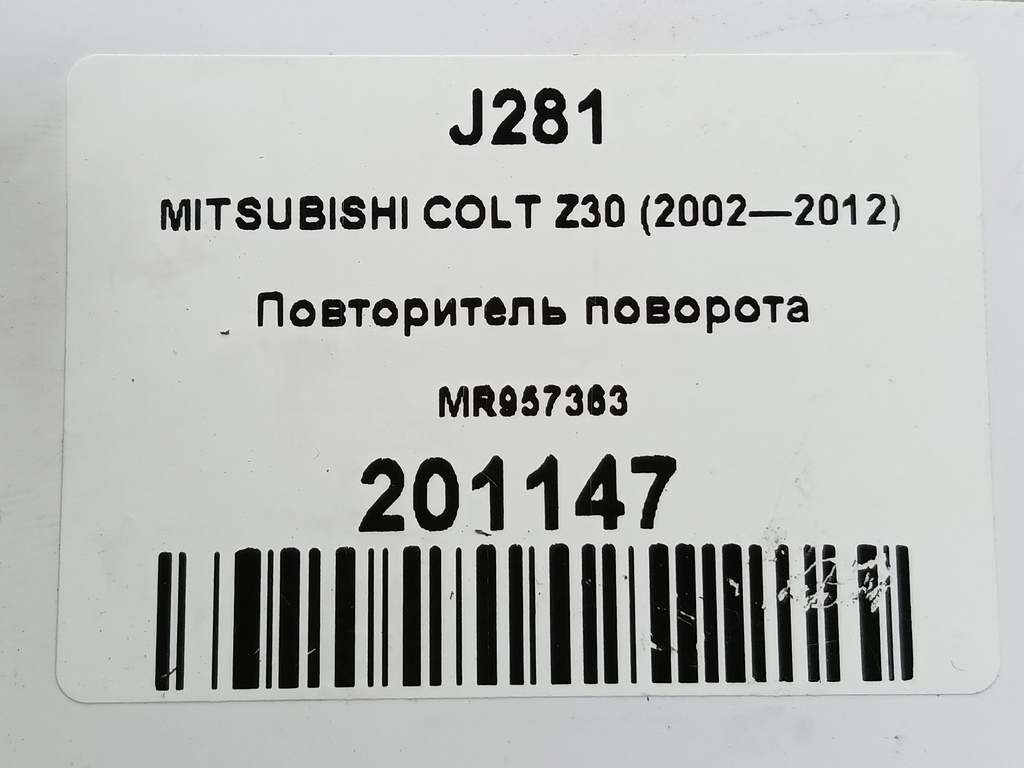 J281
MITSUBISHI COLT Z30 (2002—2012)
Повторитель поворота
MR957363
201147